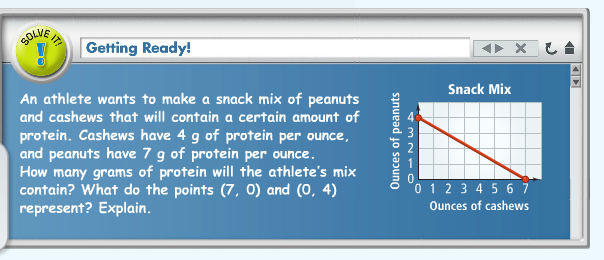 SOLVE IT!
Getting Ready!
An athlete wants to make a snack mix of peanuts
and cashews that will contain a certain amount of
protein. Cashews have 4 g of protein per ounce,
and peanuts have 7 g of protein per ounce.
How many grams of protein will the athlete's mix
contain? What do the points (7, 0) and (0, 4)
represent? Explain.
Snack Mix
Ounces of peanuts
4
3
2
1
0
0 1 2 3 4 5 6 7
Ounces of cashews